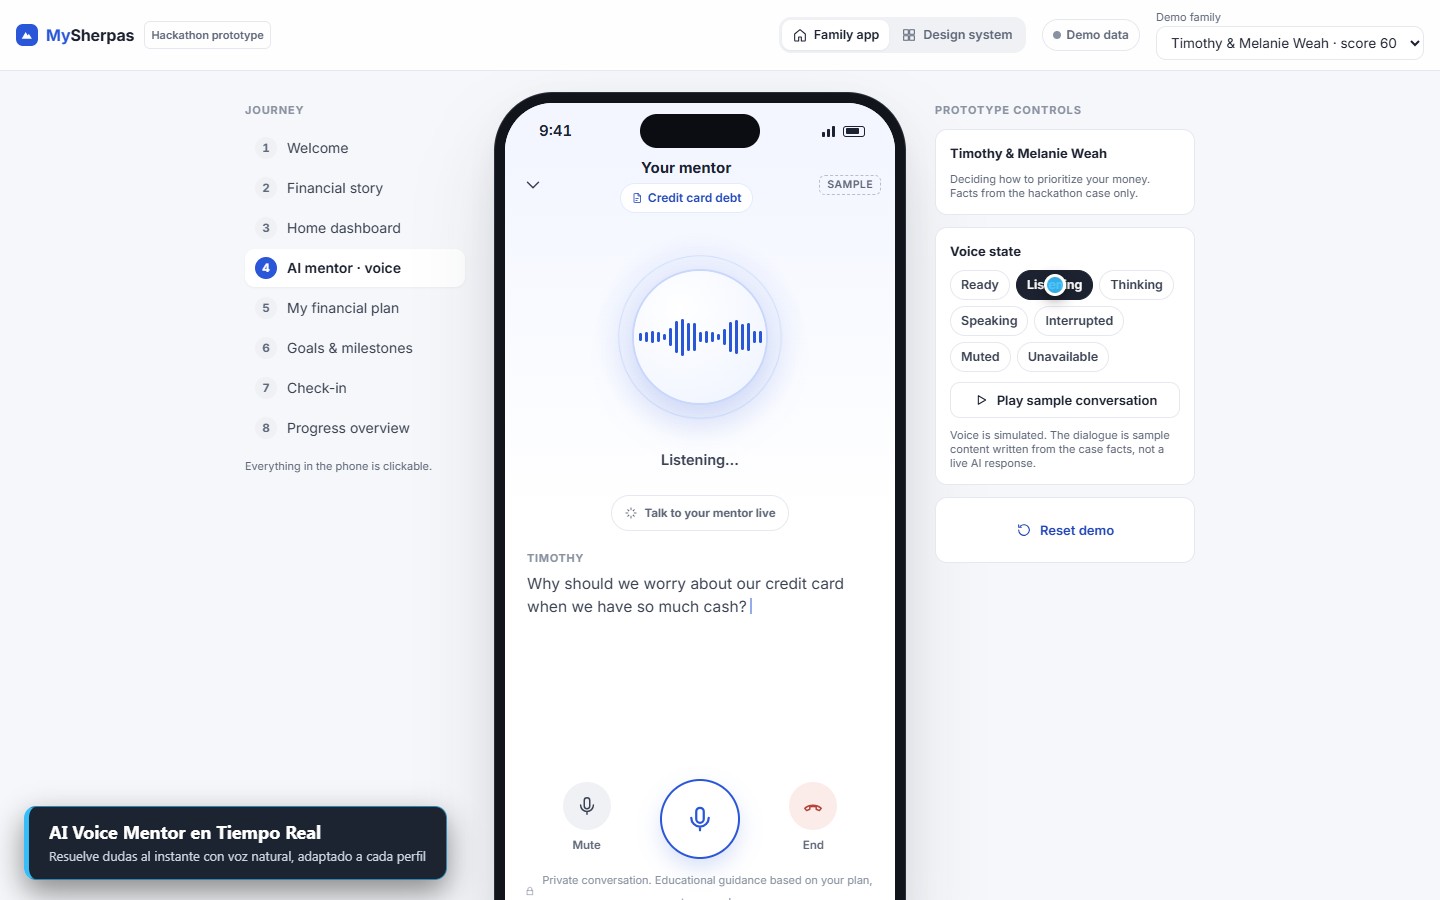 MySherpas
Hackathon prototype
Family app
Design system
Demo data
Demo family
Timothy & Melanie Weah · score 60
JOURNEY
1 Welcome
2 Financial story
3 Home dashboard
4 AI mentor · voice
5 My financial plan
6 Goals & milestones
7 Check-in
8 Progress overview
Everything in the phone is clickable.
9:41
Your mentor
Credit card debt
SAMPLE
Listening...
Talk to your mentor live
TIMOTHY
Why should we worry about our credit card
when we have so much cash?
Mute
End
Private conversation. Educational guidance based on your plan,
PROTOTYPE CONTROLS
Timothy & Melanie Weah
Deciding how to prioritize your money.
Facts from the hackathon case only.
Voice state
Ready
Listening
Thinking
Speaking
Interrupted
Muted
Unavailable
Play sample conversation
Voice is simulated. The dialogue is sample
content written from the case facts, not a
live AI response.
Reset demo
AI Voice Mentor en Tiempo Real
Resuelve dudas al instante con voz natural, adaptado a cada perfil